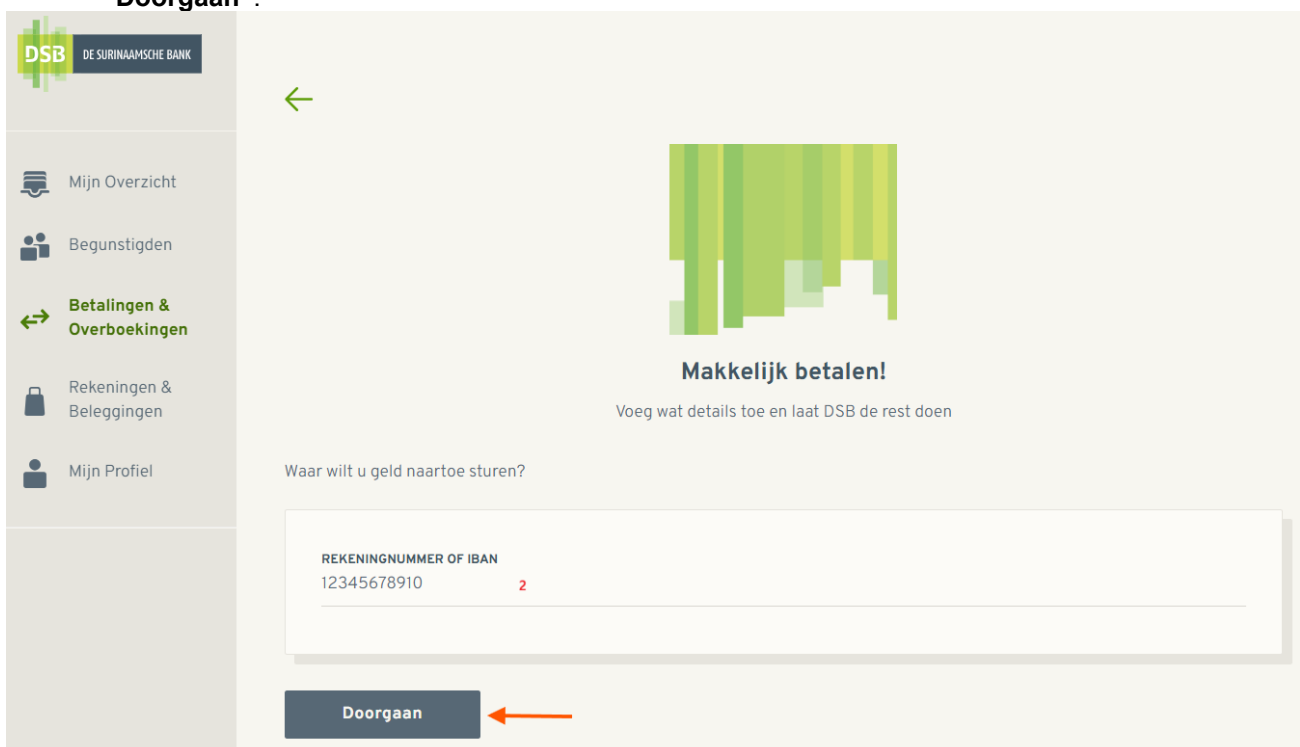 "Doorgaan".
DSB DE SURINAAMSCHE BANK
Mijn Overzicht
Begunstigden
Betalingen &
Overboekingen
Rekeningen &
Beleggingen
Mijn Profiel
Makkelijk betalen!
Voeg wat details toe en laat DSB de rest doen
Waar wilt u geld naartoe sturen?
REKENINGNUMMER OF IBAN
12345678910 2
Doorgaan